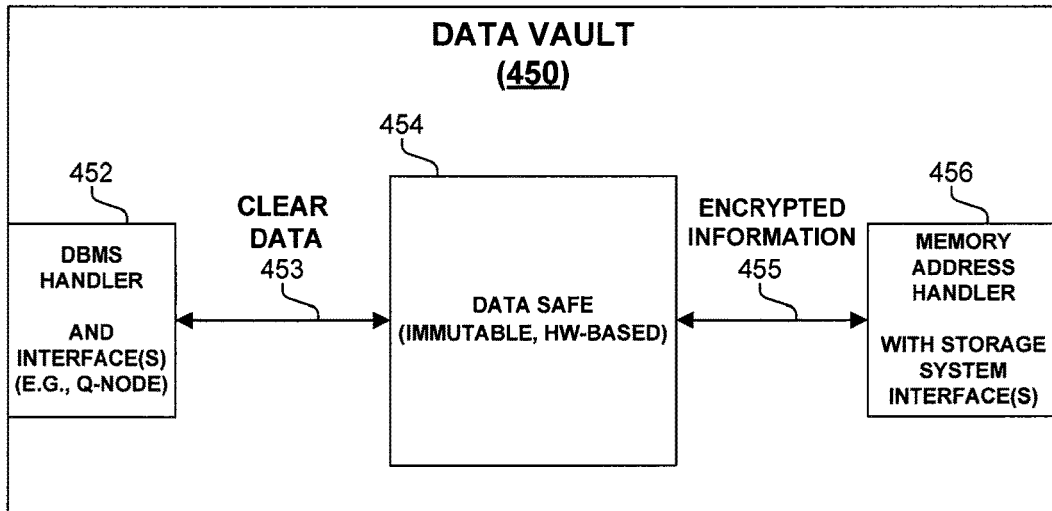 DATA VAULT
(450)
454
452
456
CLEAR
DATA
453
ENCRYPTED
INFORMATION
455
DBMS
HANDLER
AND
INTERFACE(S)
(E.G., Q-NODE)
DATA SAFE
(IMMUTABLE, HW-BASED)
MEMORY
ADDRESS
HANDLER
WITH STORAGE
SYSTEM
INTERFACE(S)